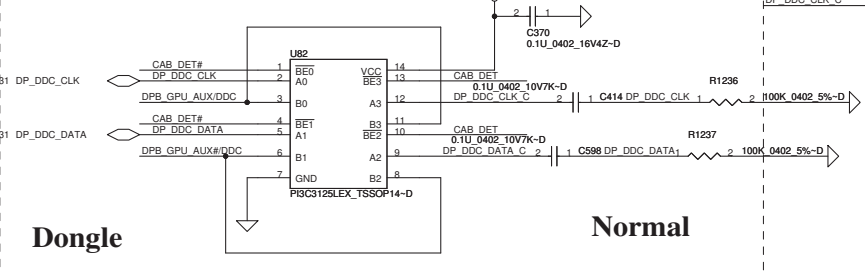 DP_DDC_CLK_C
2 1
C370
0.1U_0402_16V4Z~D
U82
CAB_DET# 1 BE0 VCC 14
31 DP_DDC_CLK DP_DDC_CLK 2 A0 BE3 13 CAB_DET
0.1U_0402_10V7K~D
DPB_GPU_AUX/DDC 3 B0 A3 12 DP_DDC_CLK_C 2 1 C414 DP_DDC_CLK 1 R1236 2 100K_0402_5%~D
CAB_DET# 4 BE1 B3 11
31 DP_DDC_DATA DP_DDC_DATA 5 A1 BE2 10 CAB_DET
0.1U_0402_10V7K~D
DPB_GPU_AUX#/DDC 6 B1 A2 9 DP_DDC_DATA_C 2 1 C598 DP_DDC_DATA 1 R1237 2 100K_0402_5%~D
7 GND B2 8
PI3C3125LEX_TSSOP14~D
Dongle
Normal